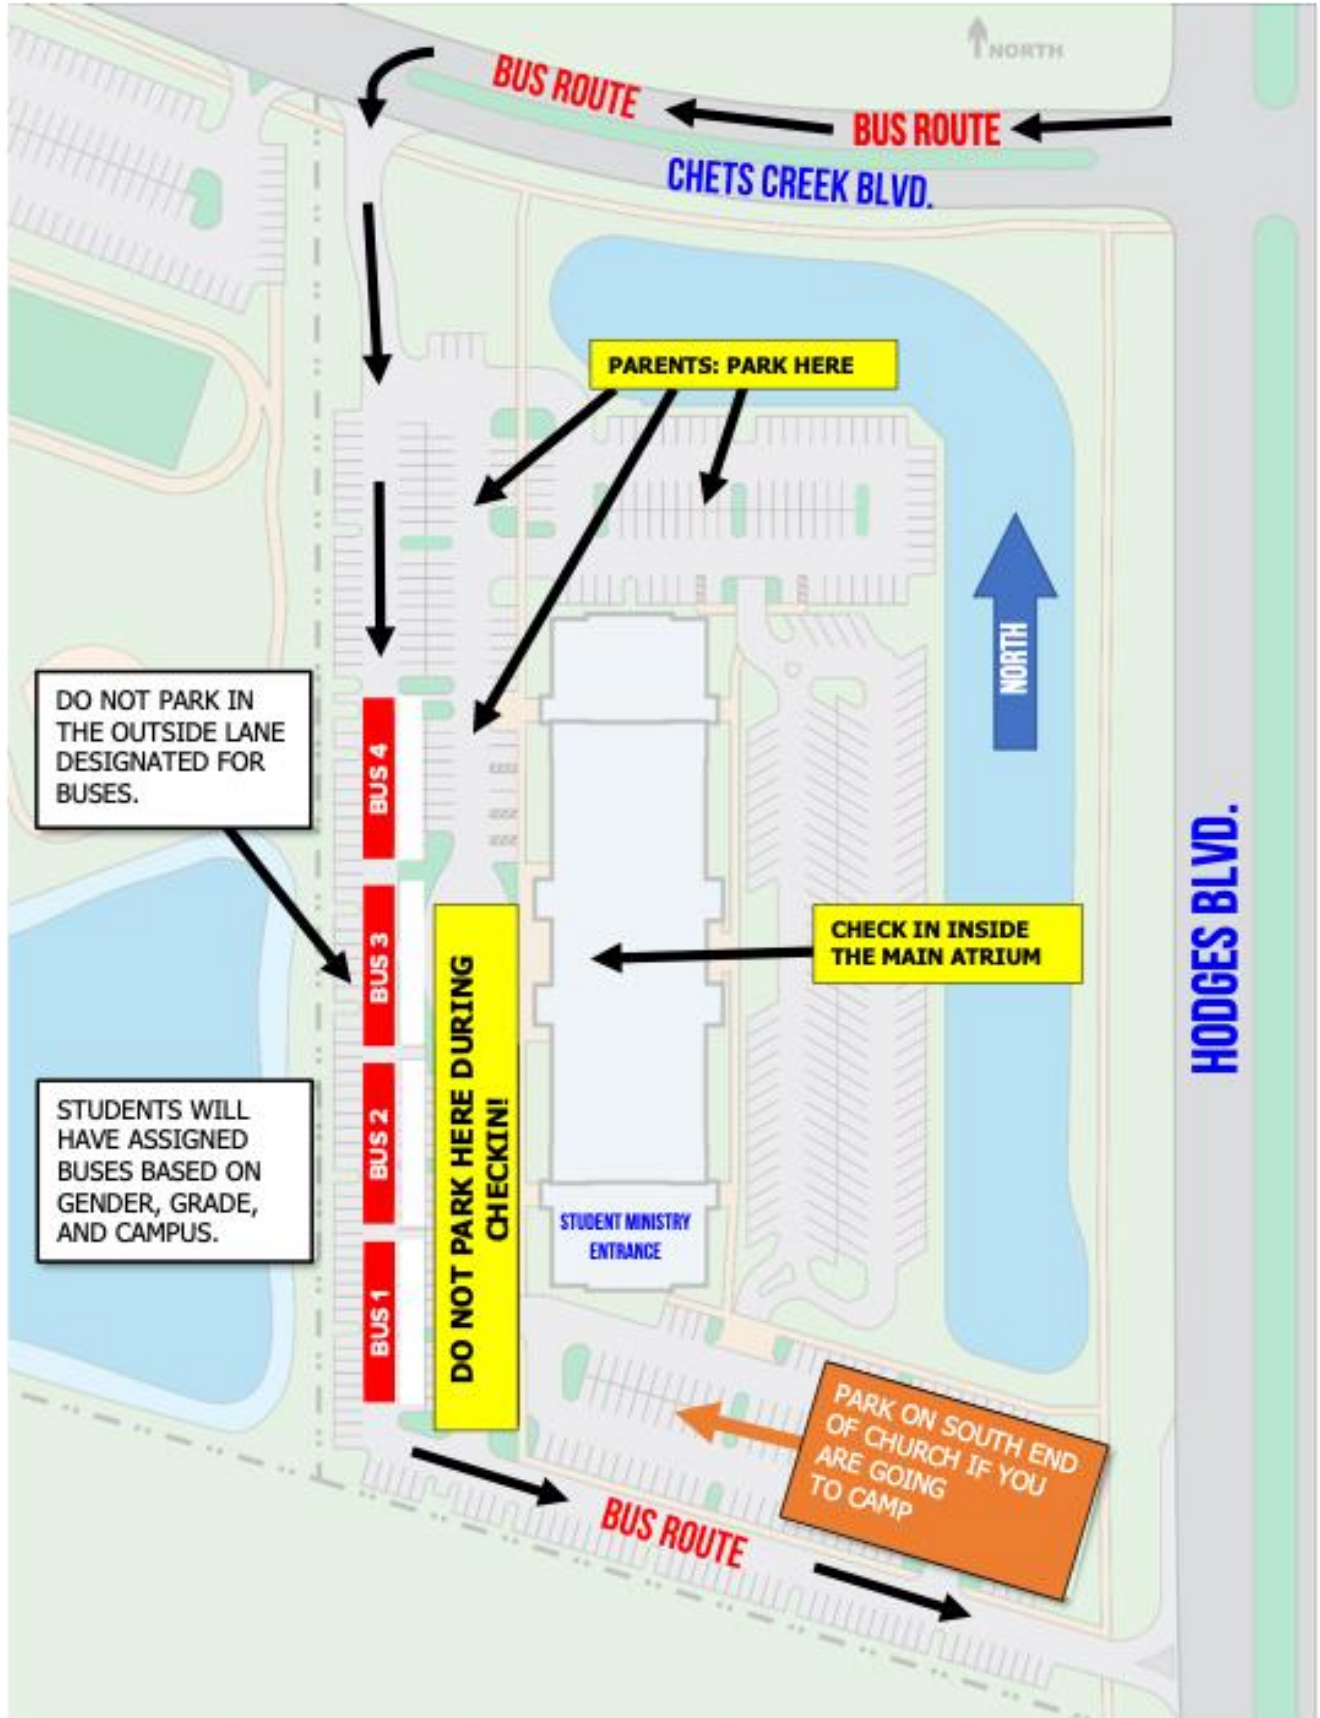 NORTH
BUS ROUTE
BUS ROUTE
CHETS CREEK BLVD.
PARENTS: PARK HERE
NORTH
DO NOT PARK IN
THE OUTSIDE LANE
DESIGNATED FOR
BUSES.
BUS 4
BUS 3
BUS 2
BUS 1
DO NOT PARK HERE DURING
CHECKIN!
CHECK IN INSIDE
THE MAIN ATRIUM
HODGES BLVD.
STUDENTS WILL
HAVE ASSIGNED
BUSES BASED ON
GENDER, GRADE,
AND CAMPUS.
STUDENT MINISTRY
ENTRANCE
PARK ON SOUTH END
OF CHURCH IF YOU
ARE GOING
TO CAMP
BUS ROUTE